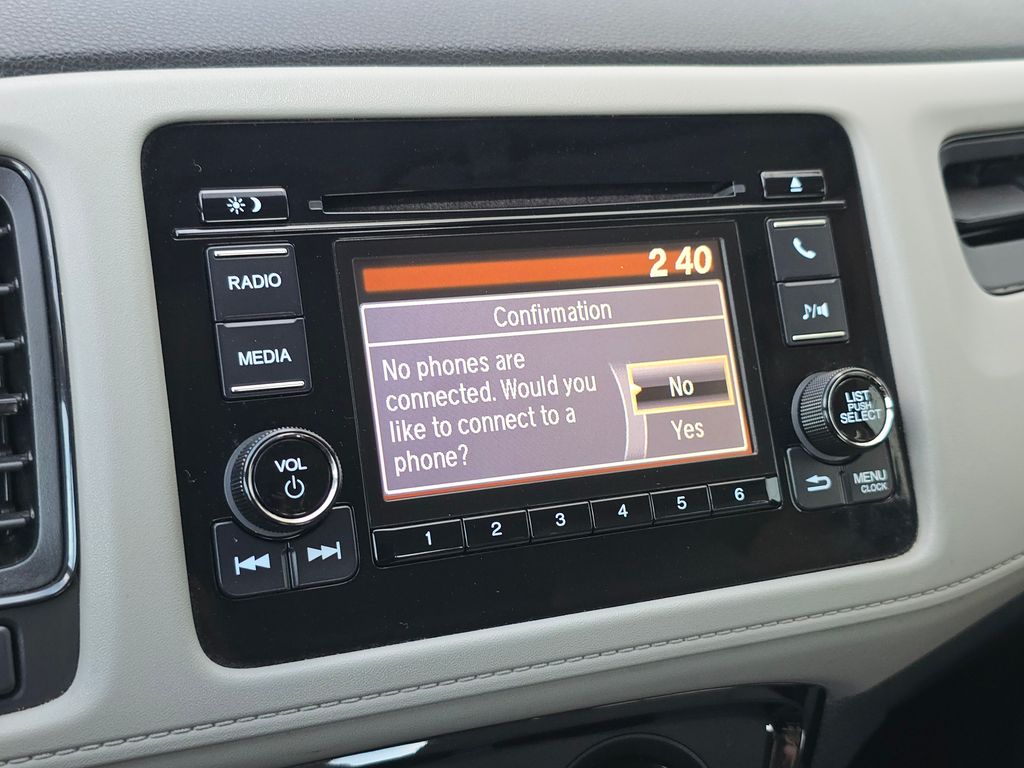 RADIO
MEDIA
VOL
2 40
Confirmation
No phones are
connected. Would you
like to connect to a
phone?
No
Yes
1 2 3 4 5 6
LIST
PUSH
SELECT
MENU
CLOCK